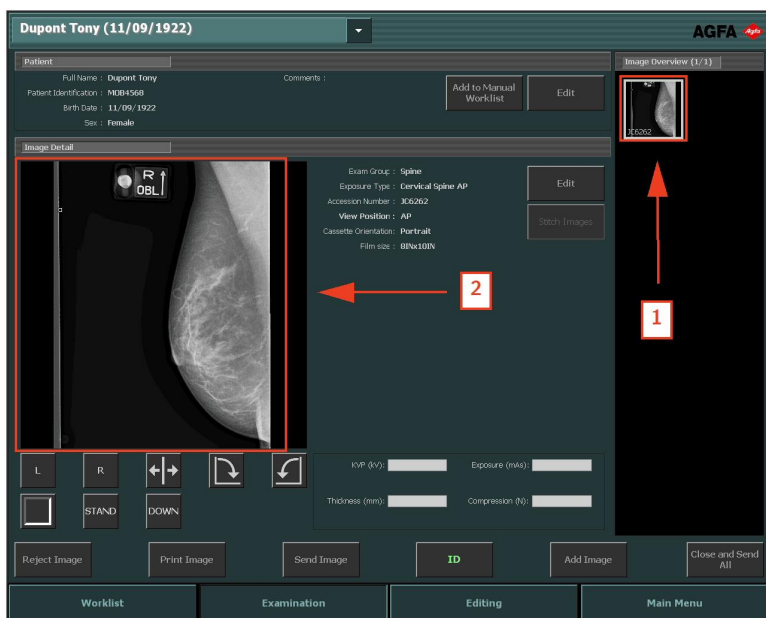 Dupont Tony (11/09/1922)
AGFA
Agfa
Patient
Full Name : Dupont Tony
Patient Identification : MOB4568
Birth Date : 11/09/1922
Sex : Female
Comments :
Add to Manual
Worklist
Edit
Image Overview (1/1)
JC6262
1
Image Detail
R
OBL
2
Exam Group : Spine
Exposure Type : Cervical Spine AP
Accession Number : JC6262
View Position : AP
Cassette Orientation: Portrait
Film size : 8INx10IN
Edit
Stitch Images
L
R
STAND
DOWN
KVP (kV):
Exposure (mAs):
Thickness (mm):
Compression (N):
Reject Image
Print Image
Send Image
ID
Add Image
Close and Send
All
Worklist
Examination
Editing
Main Menu